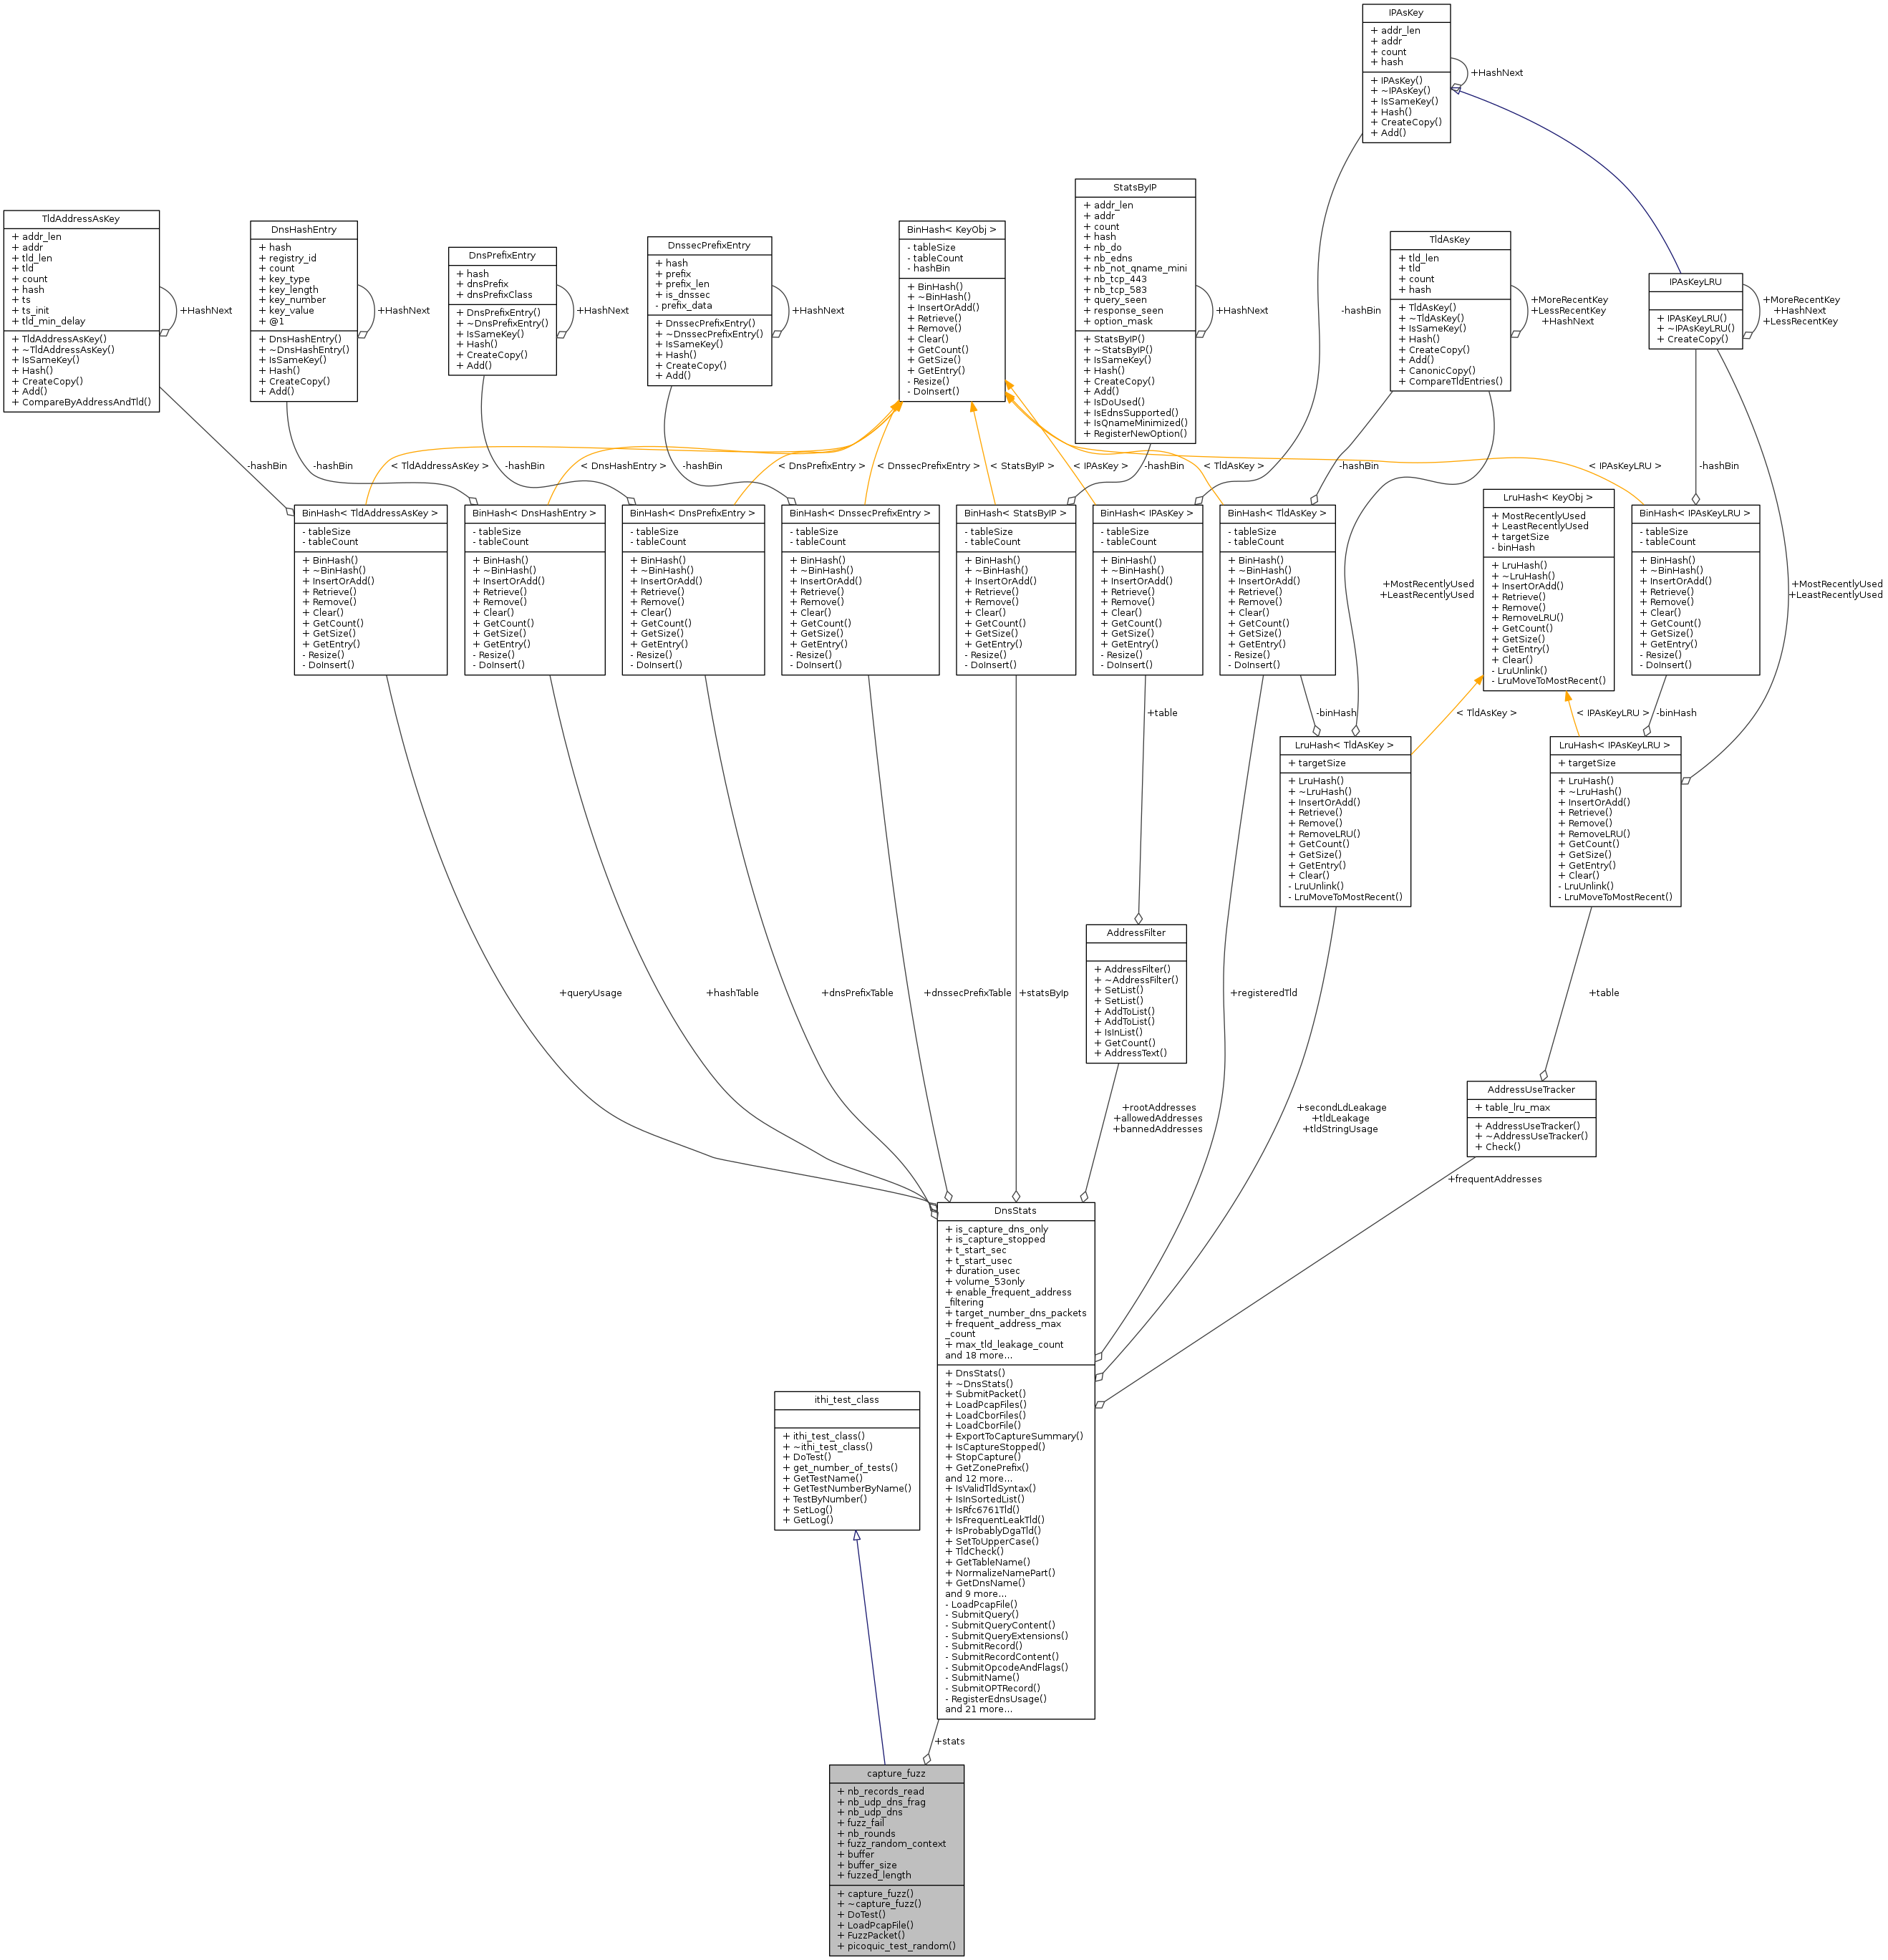 IPAsKey
+ addr_len
+ addr
+ count
+ hash
+ IPAsKey()
+ ~IPAsKey()
+ IsSameKey()
+ Hash()
+ CreateCopy()
+ Add()
+HashNext
StatsByIP
+ addr_len
+ addr
+ count
+ hash
+ nb_do
+ nb_edns
+ nb_not_qname_mini
+ nb_tcp_443
+ nb_tcp_583
+ query_seen
+ response_seen
+ option_mask
+ StatsByIP()
+ ~StatsByIP()
+ IsSameKey()
+ Hash()
+ CreateCopy()
+ Add()
+ IsDoUsed()
+ IsEdnsSupported()
+ IsQnameMinimized()
+ RegisterNewOption()
+HashNext
TldAddressAsKey
+ addr_len
+ addr
+ tld_len
+ tld
+ count
+ hash
+ ts
+ ts_init
+ tld_min_delay
+ TldAddressAsKey()
+ ~TldAddressAsKey()
+ IsSameKey()
+ Hash()
+ CreateCopy()
+ Add()
+ CompareByAddressAndTld()
+HashNext
DnsHashEntry
+ hash
+ registry_id
+ count
+ key_type
+ key_length
+ key_number
+ key_value
+ @1
+ DnsHashEntry()
+ ~DnsHashEntry()
+ IsSameKey()
+ Hash()
+ CreateCopy()
+ Add()
+HashNext
DnsPrefixEntry
+ hash
+ dnsPrefix
+ dnsPrefixClass
+ DnsPrefixEntry()
+ ~DnsPrefixEntry()
+ IsSameKey()
+ Hash()
+ CreateCopy()
+ Add()
+HashNext
DnssecPrefixEntry
+ hash
+ prefix
+ prefix_len
+ is_dnssec
- prefix_data
+ DnssecPrefixEntry()
+ ~DnssecPrefixEntry()
+ IsSameKey()
+ Hash()
+ CreateCopy()
+ Add()
+HashNext
BinHash< KeyObj >
- tableSize
- tableCount
- hashBin
+ BinHash()
+ ~BinHash()
+ InsertOrAdd()
+ Retrieve()
+ Remove()
+ Clear()
+ GetCount()
+ GetSize()
+ GetEntry()
- Resize()
- DoInsert()
-hashBin
TldAsKey
+ tld_len
+ tld
+ count
+ hash
+ TldAsKey()
+ ~TldAsKey()
+ IsSameKey()
+ Hash()
+ CreateCopy()
+ Add()
+ CanonicCopy()
+ CompareTldEntries()
+MoreRecentKey
+LessRecentKey
+HashNext
IPAsKeyLRU
+ IPAsKeyLRU()
+ ~IPAsKeyLRU()
+ CreateCopy()
+MoreRecentKey
+HashNext
+LessRecentKey
-hashBin
-hashBin
< TldAddressAsKey >
-hashBin
< DnsHashEntry >
-hashBin
< DnsPrefixEntry >
< DnssecPrefixEntry >
< StatsByIP >
< IPAsKey >
-hashBin
< TldAsKey >
-hashBin
< IPAsKeyLRU >
-hashBin
BinHash< TldAddressAsKey >
- tableSize
- tableCount
+ BinHash()
+ ~BinHash()
+ InsertOrAdd()
+ Retrieve()
+ Remove()
+ Clear()
+ GetCount()
+ GetSize()
+ GetEntry()
- Resize()
- DoInsert()
BinHash< DnsHashEntry >
- tableSize
- tableCount
+ BinHash()
+ ~BinHash()
+ InsertOrAdd()
+ Retrieve()
+ Remove()
+ Clear()
+ GetCount()
+ GetSize()
+ GetEntry()
- Resize()
- DoInsert()
BinHash< DnsPrefixEntry >
- tableSize
- tableCount
+ BinHash()
+ ~BinHash()
+ InsertOrAdd()
+ Retrieve()
+ Remove()
+ Clear()
+ GetCount()
+ GetSize()
+ GetEntry()
- Resize()
- DoInsert()
BinHash< DnssecPrefixEntry >
- tableSize
- tableCount
+ BinHash()
+ ~BinHash()
+ InsertOrAdd()
+ Retrieve()
+ Remove()
+ Clear()
+ GetCount()
+ GetSize()
+ GetEntry()
- Resize()
- DoInsert()
BinHash< StatsByIP >
- tableSize
- tableCount
+ BinHash()
+ ~BinHash()
+ InsertOrAdd()
+ Retrieve()
+ Remove()
+ Clear()
+ GetCount()
+ GetSize()
+ GetEntry()
- Resize()
- DoInsert()
BinHash< IPAsKey >
- tableSize
- tableCount
+ BinHash()
+ ~BinHash()
+ InsertOrAdd()
+ Retrieve()
+ Remove()
+ Clear()
+ GetCount()
+ GetSize()
+ GetEntry()
- Resize()
- DoInsert()
BinHash< TldAsKey >
- tableSize
- tableCount
+ BinHash()
+ ~BinHash()
+ InsertOrAdd()
+ Retrieve()
+ Remove()
+ Clear()
+ GetCount()
+ GetSize()
+ GetEntry()
- Resize()
- DoInsert()
+MostRecentlyUsed
+LeastRecentlyUsed
LruHash< KeyObj >
+ MostRecentlyUsed
+ LeastRecentlyUsed
+ targetSize
- binHash
+ LruHash()
+ ~LruHash()
+ InsertOrAdd()
+ Retrieve()
+ Remove()
+ RemoveLRU()
+ GetCount()
+ GetSize()
+ GetEntry()
+ Clear()
- LruUnlink()
- LruMoveToMostRecent()
BinHash< IPAsKeyLRU >
- tableSize
- tableCount
+ BinHash()
+ ~BinHash()
+ InsertOrAdd()
+ Retrieve()
+ Remove()
+ Clear()
+ GetCount()
+ GetSize()
+ GetEntry()
- Resize()
- DoInsert()
+MostRecentlyUsed
+LeastRecentlyUsed
+table
-binHash
< TldAsKey >
< IPAsKeyLRU >
-binHash
LruHash< TldAsKey >
+ targetSize
+ LruHash()
+ ~LruHash()
+ InsertOrAdd()
+ Retrieve()
+ Remove()
+ RemoveLRU()
+ GetCount()
+ GetSize()
+ GetEntry()
+ Clear()
- LruUnlink()
- LruMoveToMostRecent()
LruHash< IPAsKeyLRU >
+ targetSize
+ LruHash()
+ ~LruHash()
+ InsertOrAdd()
+ Retrieve()
+ Remove()
+ RemoveLRU()
+ GetCount()
+ GetSize()
+ GetEntry()
+ Clear()
- LruUnlink()
- LruMoveToMostRecent()
+queryUsage
+hashTable
+dnsPrefixTable
+dnssecPrefixTable
+statsByIp
AddressFilter
+ AddressFilter()
+ ~AddressFilter()
+ SetList()
+ SetList()
+ AddToList()
+ AddToList()
+ IsInList()
+ GetCount()
+ AddressText()
+registeredTld
+table
+rootAddresses
+allowedAddresses
+bannedAddresses
+secondLdLeakage
+tldLeakage
+tldStringUsage
AddressUseTracker
+ table_lru_max
+ AddressUseTracker()
+ ~AddressUseTracker()
+ Check()
+frequentAddresses
DnsStats
+ is_capture_dns_only
+ is_capture_stopped
+ t_start_sec
+ t_start_usec
+ duration_usec
+ volume_53only
+ enable_frequent_address
_filtering
+ target_number_dns_packets
+ frequent_address_max
_count
+ max_tld_leakage_count
and 18 more...
+ DnsStats()
+ ~DnsStats()
+ SubmitPacket()
+ LoadPcapFiles()
+ LoadCborFiles()
+ LoadCborFile()
+ ExportToCaptureSummary()
+ IsCaptureStopped()
+ StopCapture()
+ GetZonePrefix()
and 12 more...
+ IsValidTldSyntax()
+ IsInSortedList()
+ IsRfc6761Tld()
+ IsFrequentLeakTld()
+ IsProbablyDgaTld()
+ SetToUpperCase()
+ TldCheck()
+ GetTableName()
+ NormalizeNamePart()
+ GetDnsName()
and 9 more...
- LoadPcapFile()
- SubmitQuery()
- SubmitQueryContent()
- SubmitQueryExtensions()
- SubmitRecord()
- SubmitRecordContent()
- SubmitOpcodeAndFlags()
- SubmitName()
- SubmitOPTRecord()
- RegisterEdnsUsage()
and 21 more...
ithi_test_class
+ ithi_test_class()
+ ~ithi_test_class()
+ DoTest()
+ get_number_of_tests()
+ GetTestName()
+ GetTestNumberByName()
+ TestByNumber()
+ SetLog()
+ GetLog()
+stats
capture_fuzz
+ nb_records_read
+ nb_udp_dns_frag
+ nb_udp_dns
+ fuzz_fail
+ nb_rounds
+ fuzz_random_context
+ buffer
+ buffer_size
+ fuzzed_length
+ capture_fuzz()
+ ~capture_fuzz()
+ DoTest()
+ LoadPcapFile()
+ FuzzPacket()
+ picoquic_test_random()